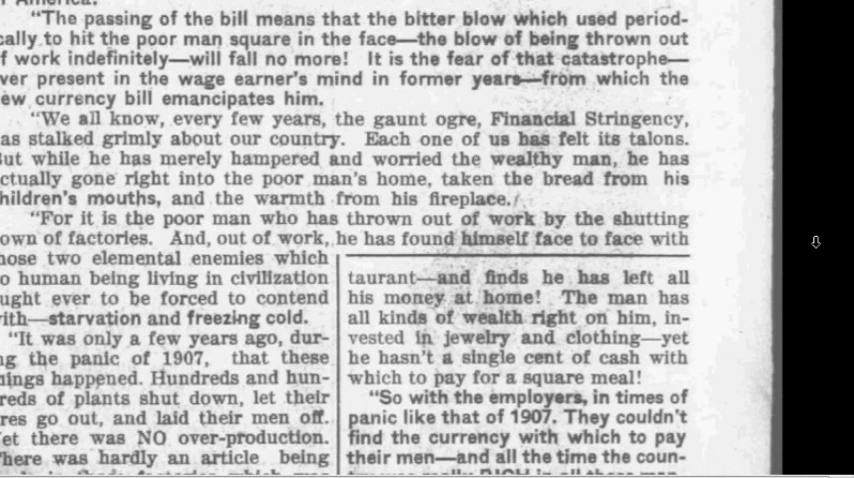 "The passing of the bill means that the bitter blow which used period-
cally to hit the poor man square in the face—the blow of being thrown out
f work indefinitely—will fall no more! It is the fear of that catastrophe—
ver present in the wage earner's mind in former years—from which the
ew currency bill emancipates him.
"We all know, every few years, the gaunt ogre, Financial Stringency,
as stalked grimly about our country. Each one of us has felt its talons.
But while he has merely hampered and worried the wealthy man, he has
ctually gone right into the poor man's home, taken the bread from his
hildren's mouths, and the warmth from his fireplace.
"For it is the poor man who has thrown out of work by the shutting
own of factories. And, out of work, he has found himself face to face with
hose two elemental enemies which
o human being living in civilization
ught ever to be forced to contend
with—starvation and freezing cold.
"It was only a few years ago, dur-
ng the panic of 1907, that these
hings happened. Hundreds and hun-
reds of plants shut down, let their
res go out, and laid their men off.
Yet there was NO over-production.
There was hardly an article being
taurant—and finds he has left all
his money at home! The man has
all kinds of wealth right on him, in-
vested in jewelry and clothing—yet
he hasn't a single cent of cash with
which to pay for a square meal!
"So with the employers, in times of
panic like that of 1907. They couldn't
find the currency with which to pay
their men—and all the time the coun-